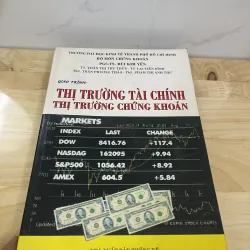 TRƯỜNG ĐẠI HỌC KINH TẾ THÀNH PHỐ HỒ CHÍ MINH
BỘ MÔN CHỨNG KHOÁN
PGS-TS. BÙI KIM YẾN
GIÁO TRÌNH
THỊ TRƯỜNG TÀI CHÍNH
THỊ TRƯỜNG CHỨNG KHOÁN
MARKETS
INDEX LAST CHANGE
DOW 8416.76 +117.4
NASDAQ 162095 +9.94
S&P500 1056.42 +8.92
AMEX 604.5 +5.84